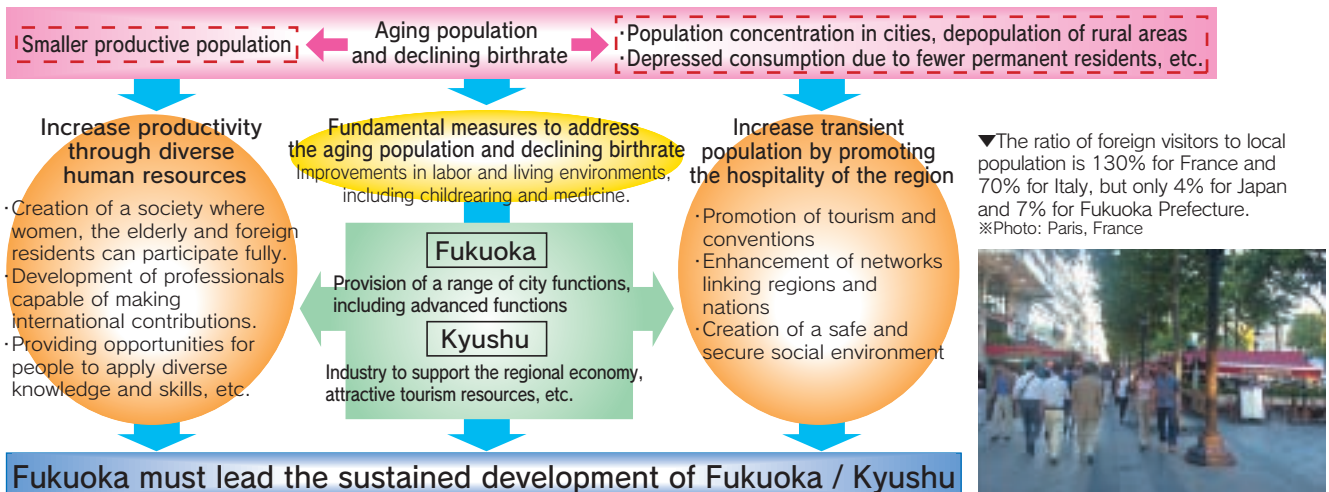 Smaller productive population
Aging population
and declining birthrate
·Population concentration in cities, depopulation of rural areas
·Depressed consumption due to fewer permanent residents, etc.
Increase productivity
through diverse
human resources
·Creation of a society where
women, the elderly and foreign
residents can participate fully.
·Development of professionals
capable of making
international contributions.
·Providing opportunities for
people to apply diverse
knowledge and skills, etc.
Fundamental measures to address
the aging population and declining birthrate
Improvements in labor and living environments,
including childrearing and medicine.
Fukuoka
Provision of a range of city functions,
including advanced functions
Kyushu
Industry to support the regional economy,
attractive tourism resources, etc.
Increase transient
population by promoting
the hospitality of the region
·Promotion of tourism and
conventions
·Enhancement of networks
linking regions and
nations
·Creation of a safe and
secure social environment
▼The ratio of foreign visitors to local
population is 130% for France and
70% for Italy, but only 4% for Japan
and 7% for Fukuoka Prefecture.
※Photo: Paris, France
Fukuoka must lead the sustained development of Fukuoka / Kyushu